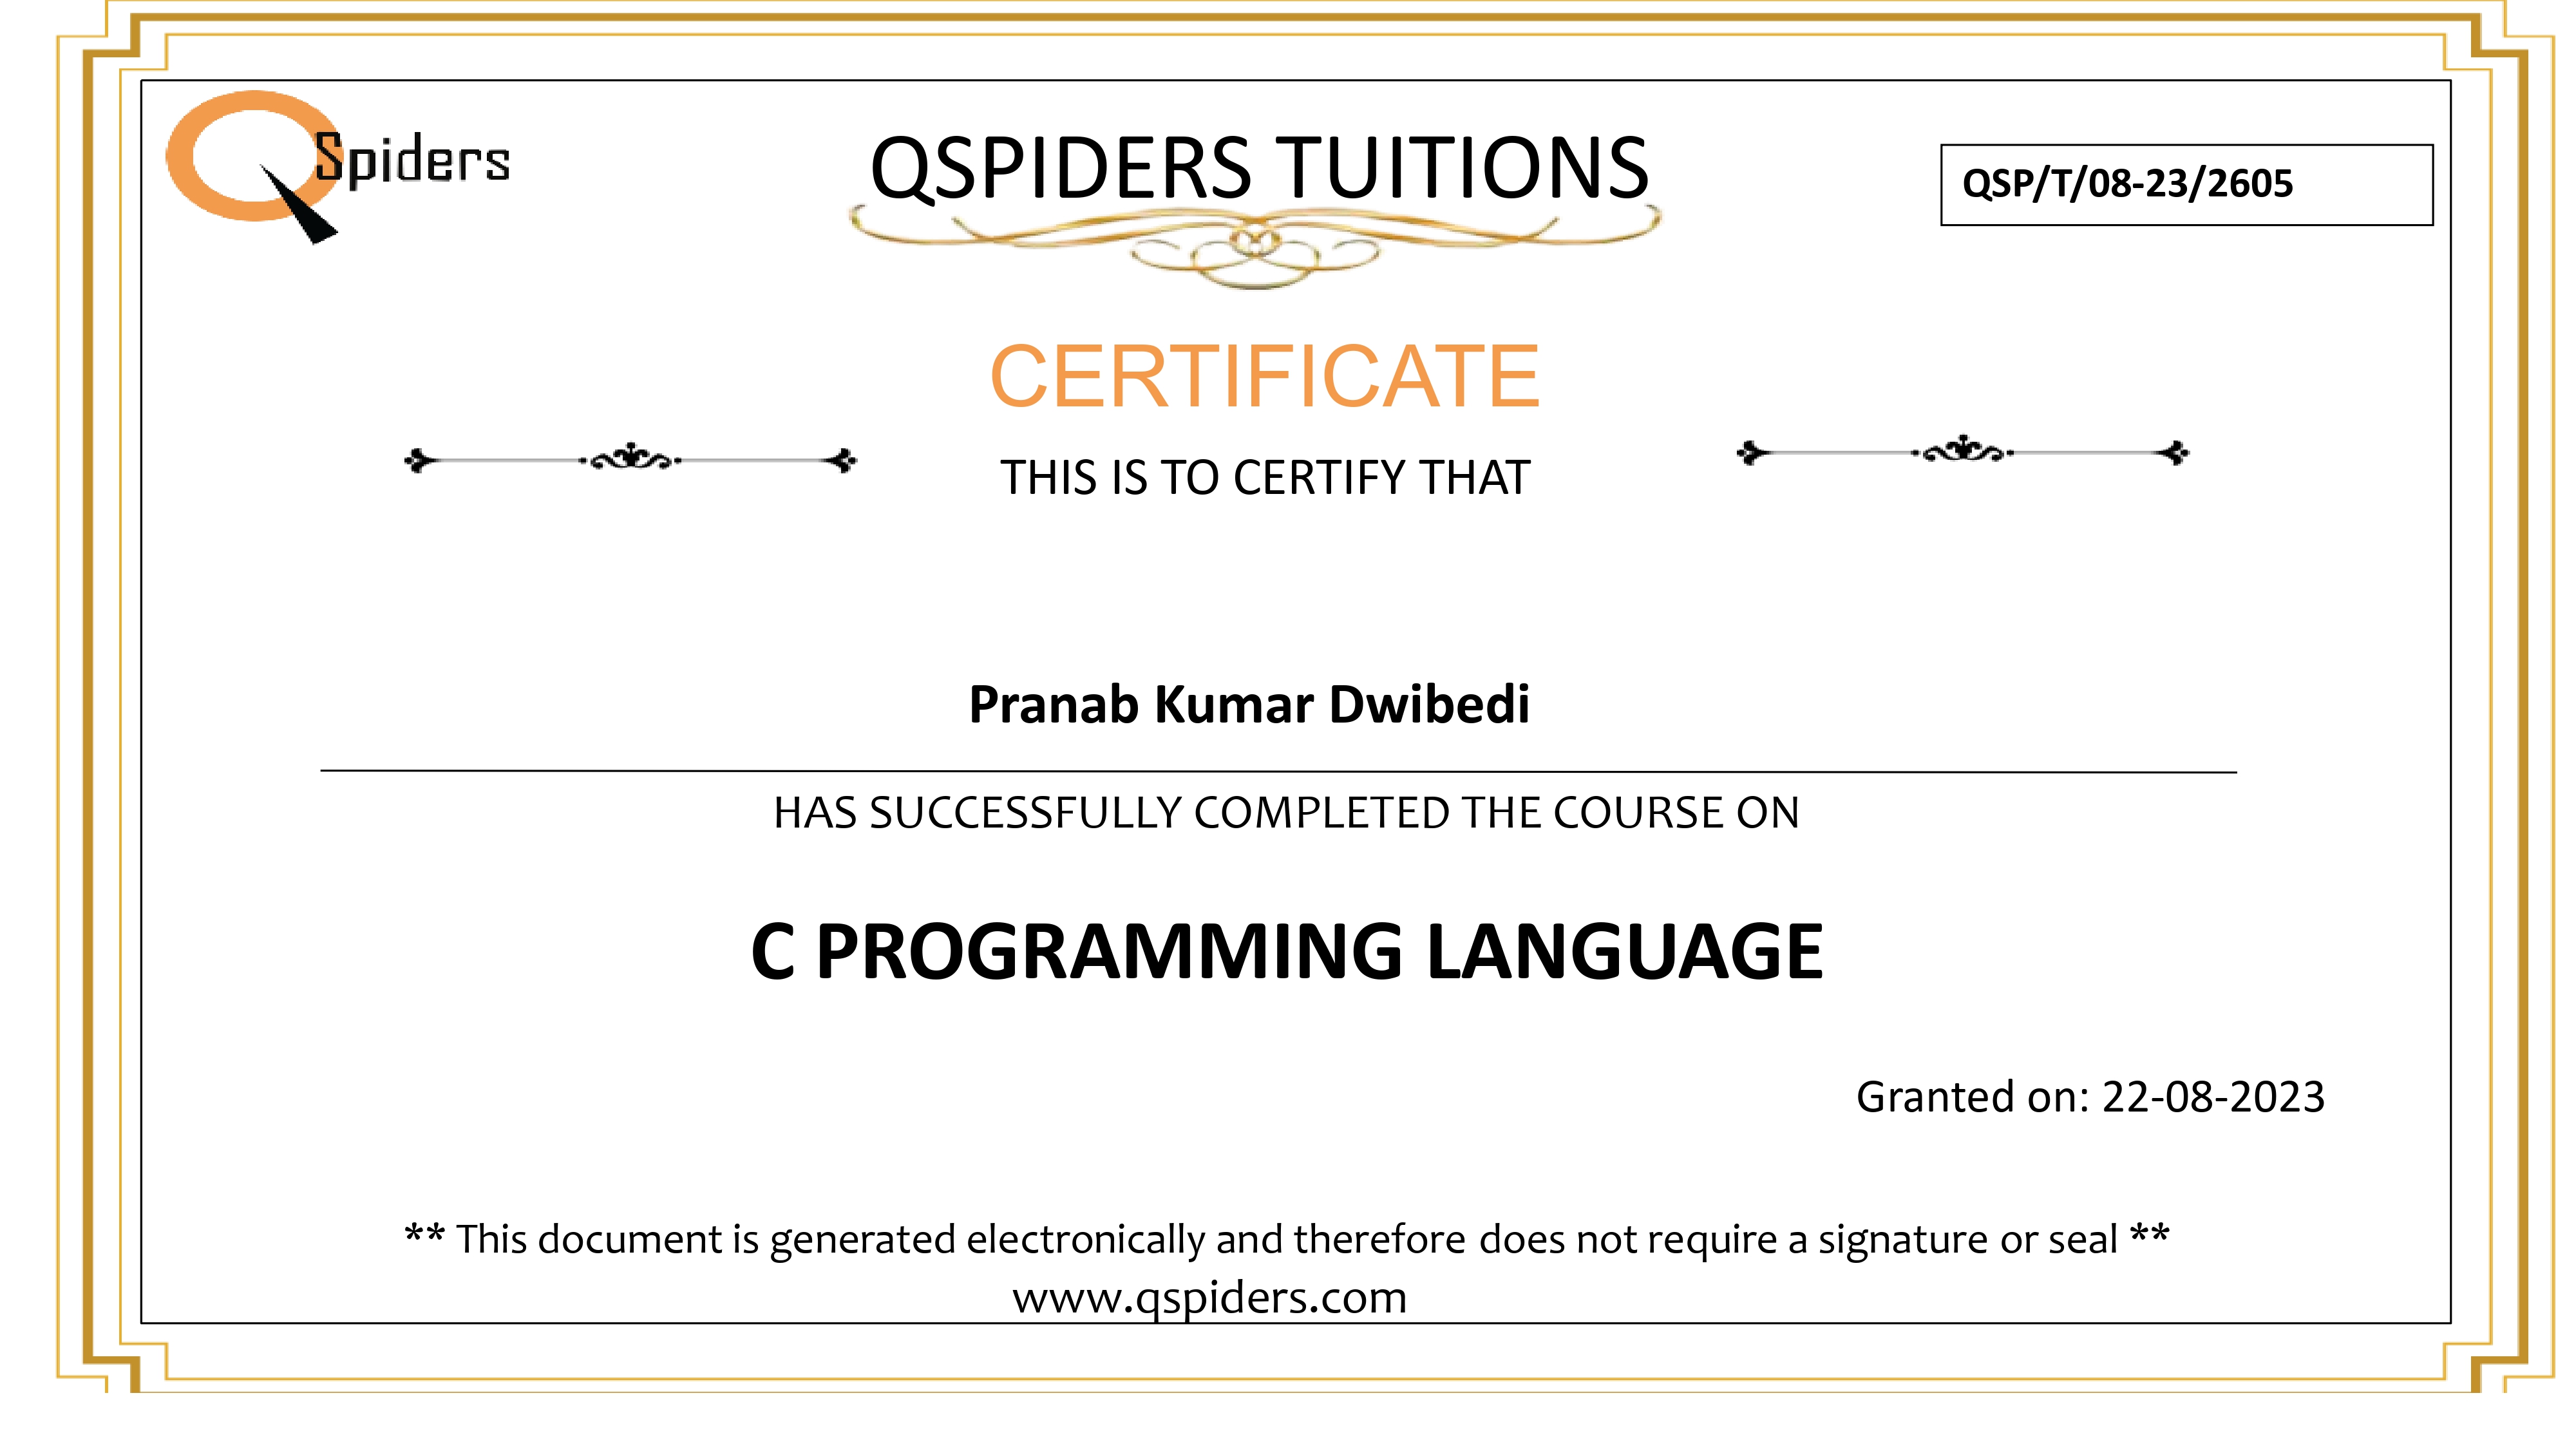 QSpiders
QSPIDERS TUITIONS
QSP/T/08-23/2605
CERTIFICATE
THIS IS TO CERTIFY THAT
Pranab Kumar Dwibedi
HAS SUCCESSFULLY COMPLETED THE COURSE ON
C PROGRAMMING LANGUAGE
Granted on: 22-08-2023
** This document is generated electronically and therefore does not require a signature or seal **
www.qspiders.com